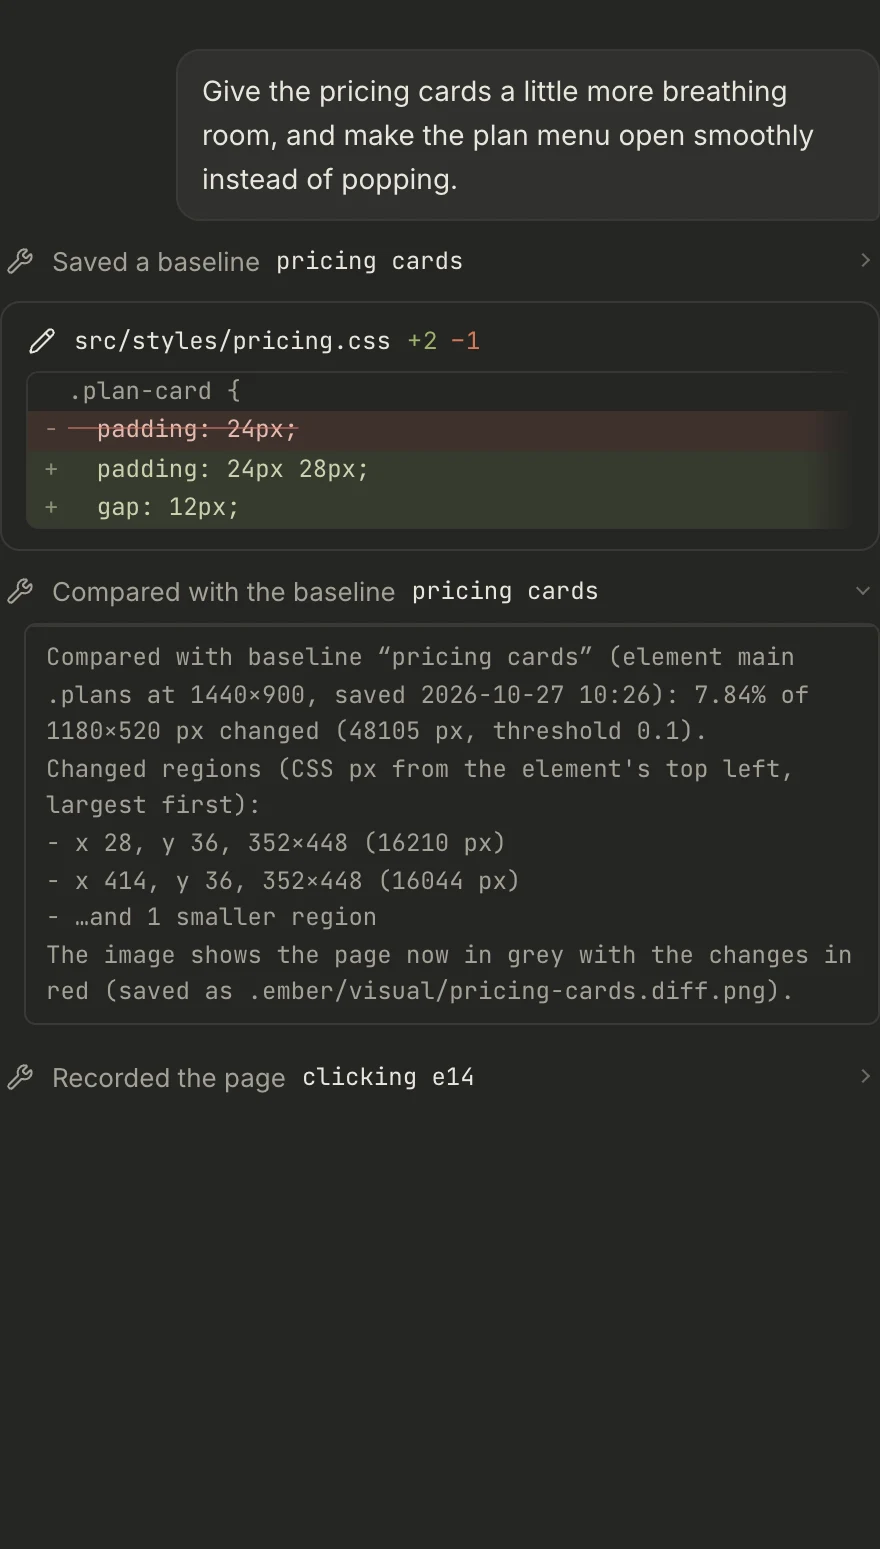 Give the pricing cards a little more breathing
room, and make the plan menu open smoothly
instead of popping.
Saved a baseline pricing cards
src/styles/pricing.css +2 −1
.plan-card {
- padding: 24px;
+ padding: 24px 28px;
+ gap: 12px;
Compared with the baseline pricing cards
Compared with baseline “pricing cards” (element main
.plans at 1440×900, saved 2026-10-27 10:26): 7.84% of
1180×520 px changed (48105 px, threshold 0.1).
Changed regions (CSS px from the element's top left,
largest first):
- x 28, y 36, 352×448 (16210 px)
- x 414, y 36, 352×448 (16044 px)
- …and 1 smaller region
The image shows the page now in grey with the changes in
red (saved as .ember/visual/pricing-cards.diff.png).
Recorded the page clicking e14